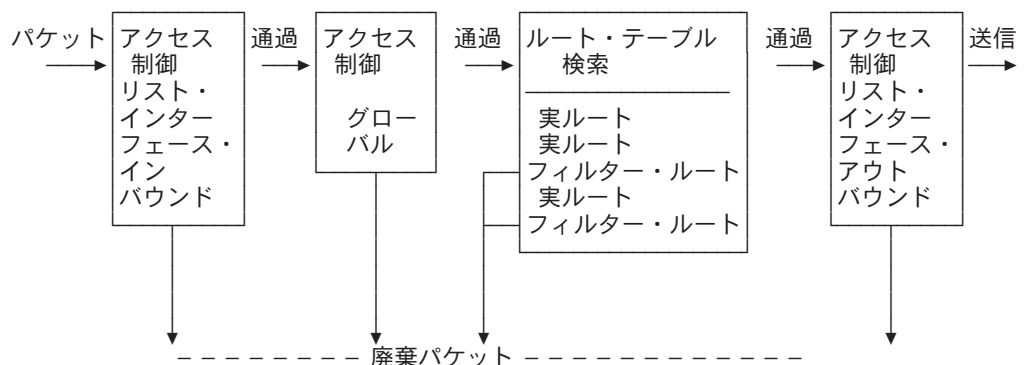 パケット
アクセス
制御
リスト・
インター
フェース・
イン
バウンド
通過
アクセス
制御
グロー
バル
通過
ルート・テーブル
検索
実ルート
実ルート
フィルター・ルート
実ルート
フィルター・ルート
通過
アクセス
制御
リスト・
インター
フェース・
アウト
バウンド
送信
廃棄パケット